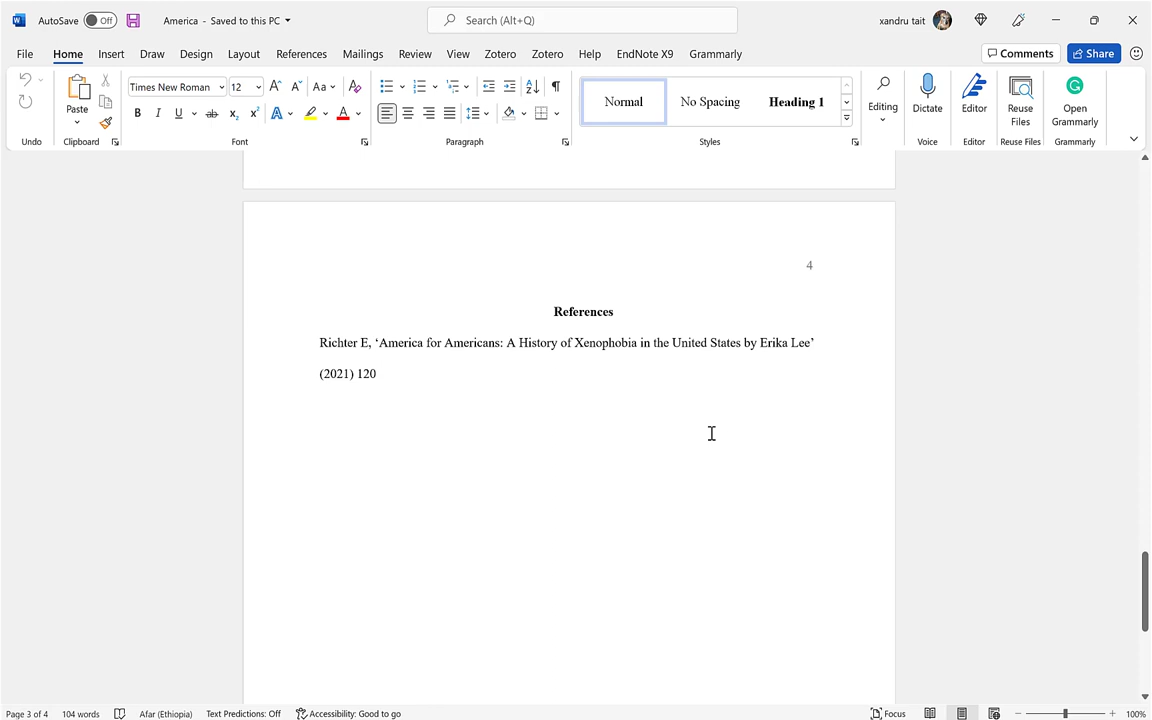 AutoSave Off America - Saved to this PC Search (Alt+Q) xandru tait
File Home Insert Draw Design Layout References Mailings Review View Zotero Zotero Help EndNote X9 Grammarly Comments Share
Times New Roman 12 Aa Normal No Spacing Heading 1
Paste Editing Dictate Editor Reuse Files Open Grammarly
B I U ab x₂ x² A A
Undo Clipboard Font Paragraph Styles Voice Editor Reuse Files Grammarly
4
References
Richter E, ‘America for Americans: A History of Xenophobia in the United States by Erika Lee’
(2021) 120
Page 3 of 4 104 words Afar (Ethiopia) Text Predictions: Off Accessibility: Good to go Focus 100%